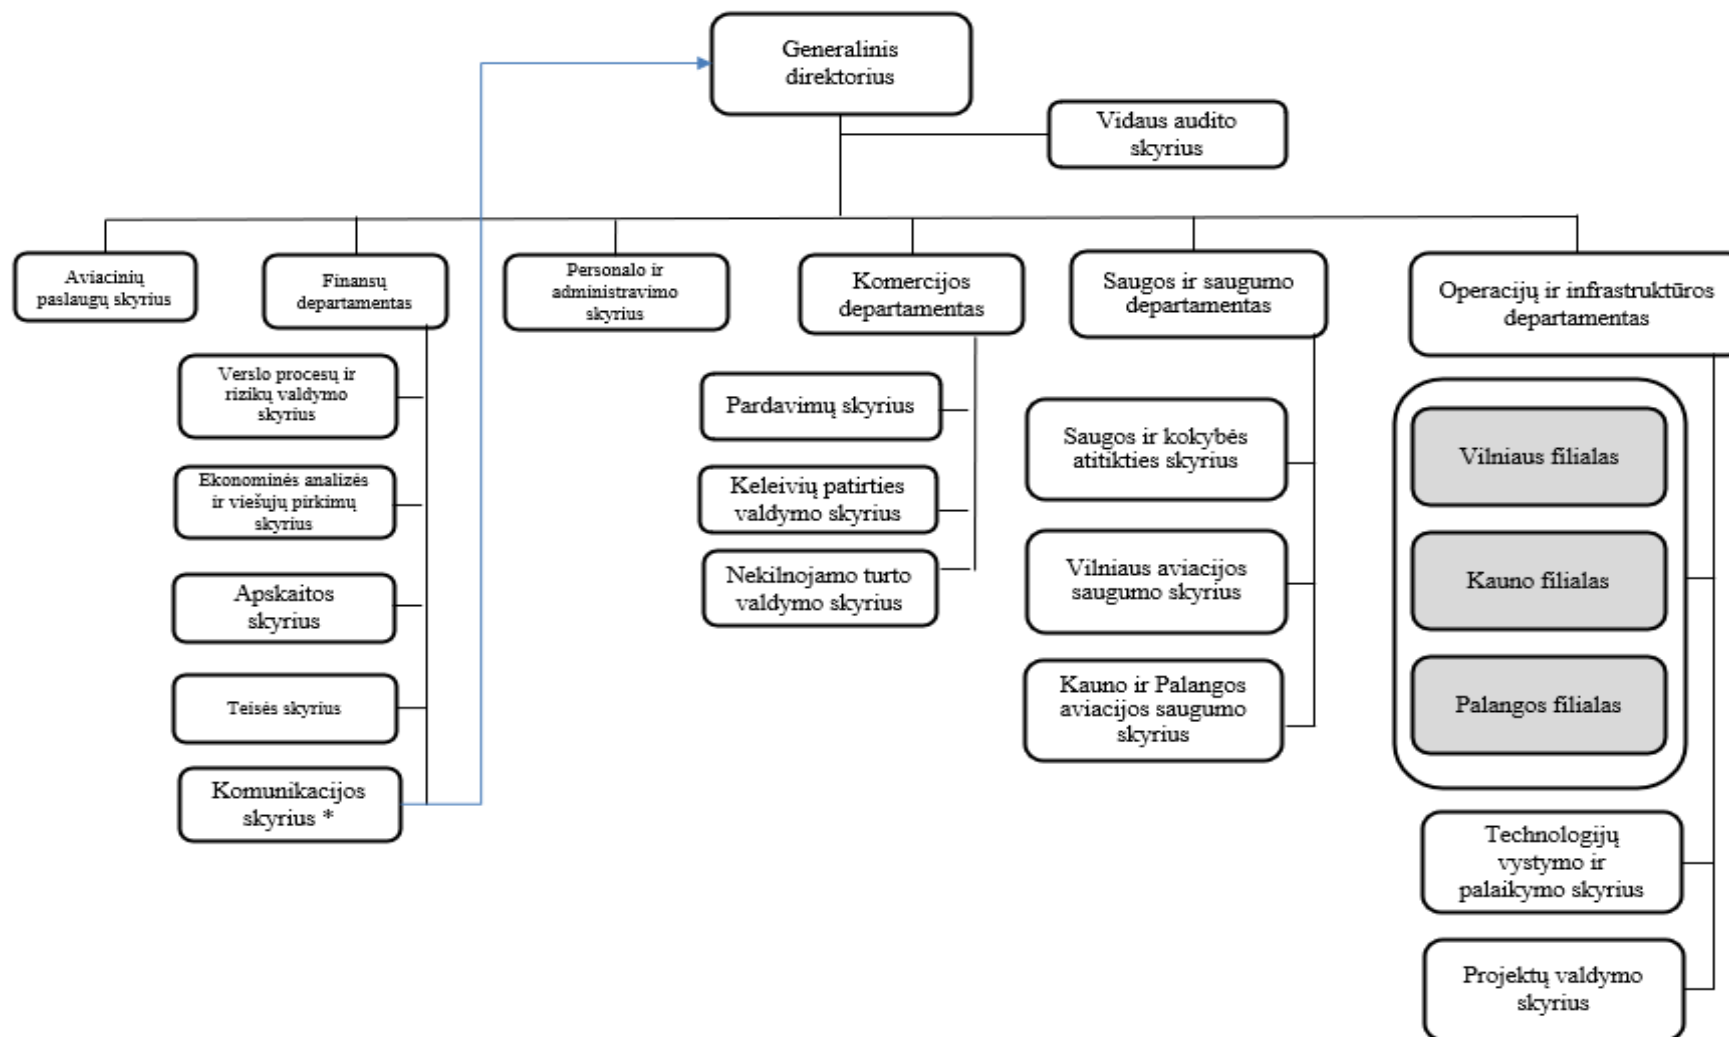 Generalinis
direktorius
Vidaus audito
skyrius
Aviacinių
paslaugų skyrius
Finansų
departamentas
Personalo ir
administravimo
skyrius
Komercijos
departamentas
Saugos ir saugumo
departamentas
Operacijų ir infrastruktūros
departamentas
Verslo procesų ir
rizikų valdymo
skyrius
Ekonominės analizės
ir viešujų pirkimų
skyrius
Apskaitos
skyrius
Teisės skyrius
Komunikacijos
skyrius *
Pardavimų skyrius
Keleivių patirties
valdymo skyrius
Nekilnojamo turto
valdymo skyrius
Saugos ir kokybės
atitikties skyrius
Vilniaus aviacijos
saugumo skyrius
Kauno ir Palangos
aviacijos saugumo
skyrius
Vilniaus filialas
Kauno filialas
Palangos filialas
Technologijų
vystymo ir
palaikymo skyrius
Projektų valdymo
skyrius